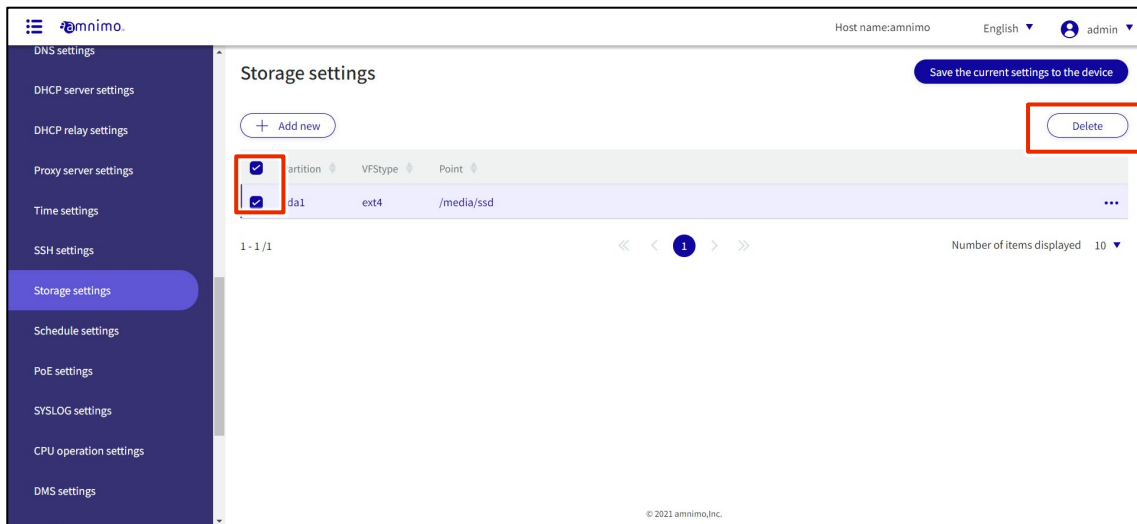 amnimo.
Host name:amnimo
English
admin
DNS settings
DHCP server settings
DHCP relay settings
Proxy server settings
Time settings
SSH settings
Storage settings
Schedule settings
PoE settings
SYSLOG settings
CPU operation settings
DMS settings
Storage settings
Save the current settings to the device
+ Add new
Delete
artition VFStype Point
da1 ext4 /media/ssd ...
1 - 1 /1
« < 1 > »
Number of items displayed 10
© 2021 amnimo,Inc.